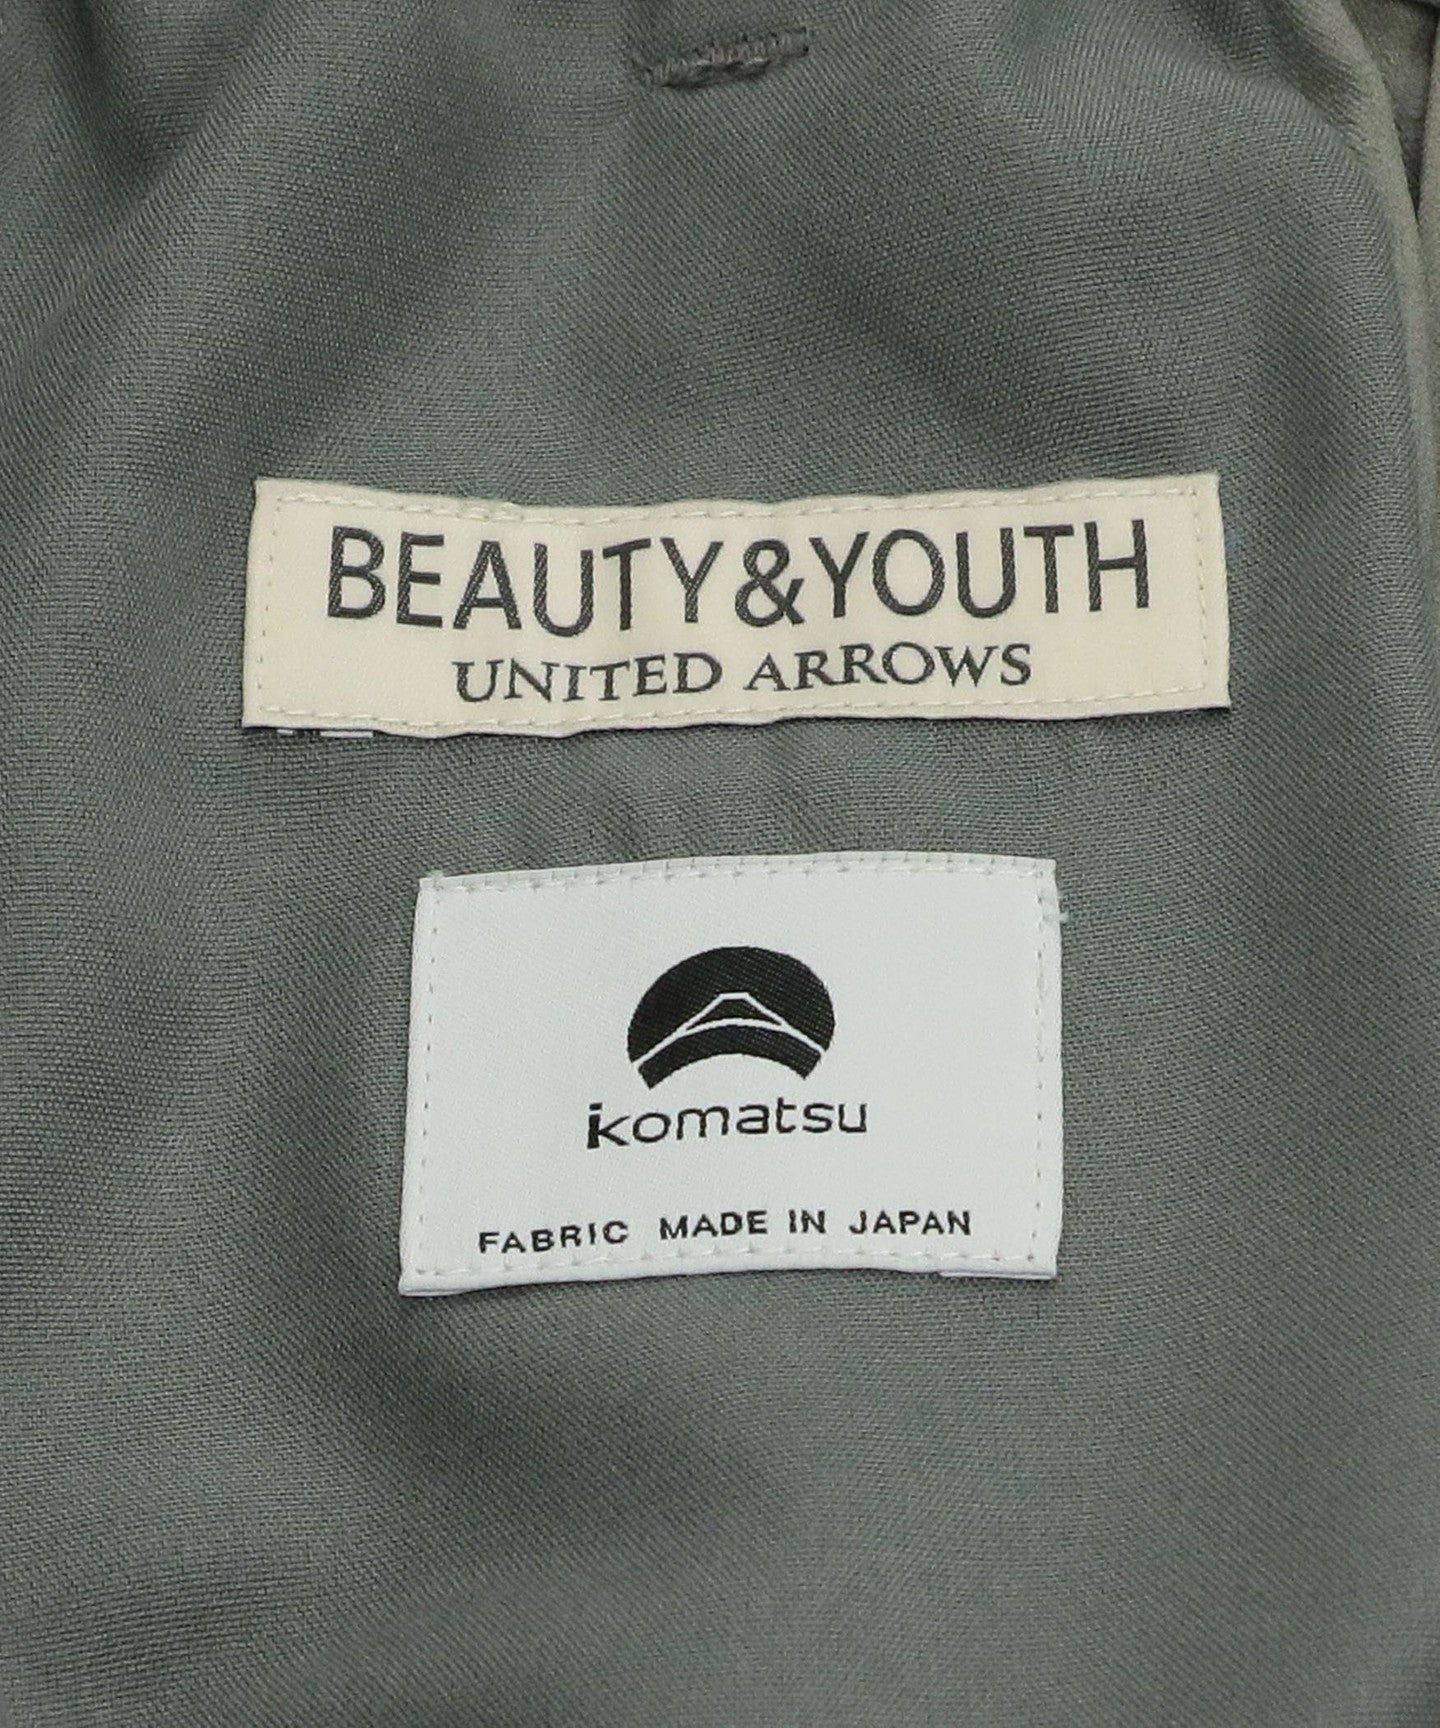 BEAUTY&YOUTH
UNITED ARROWS
komatsu
FABRIC MADE IN JAPAN